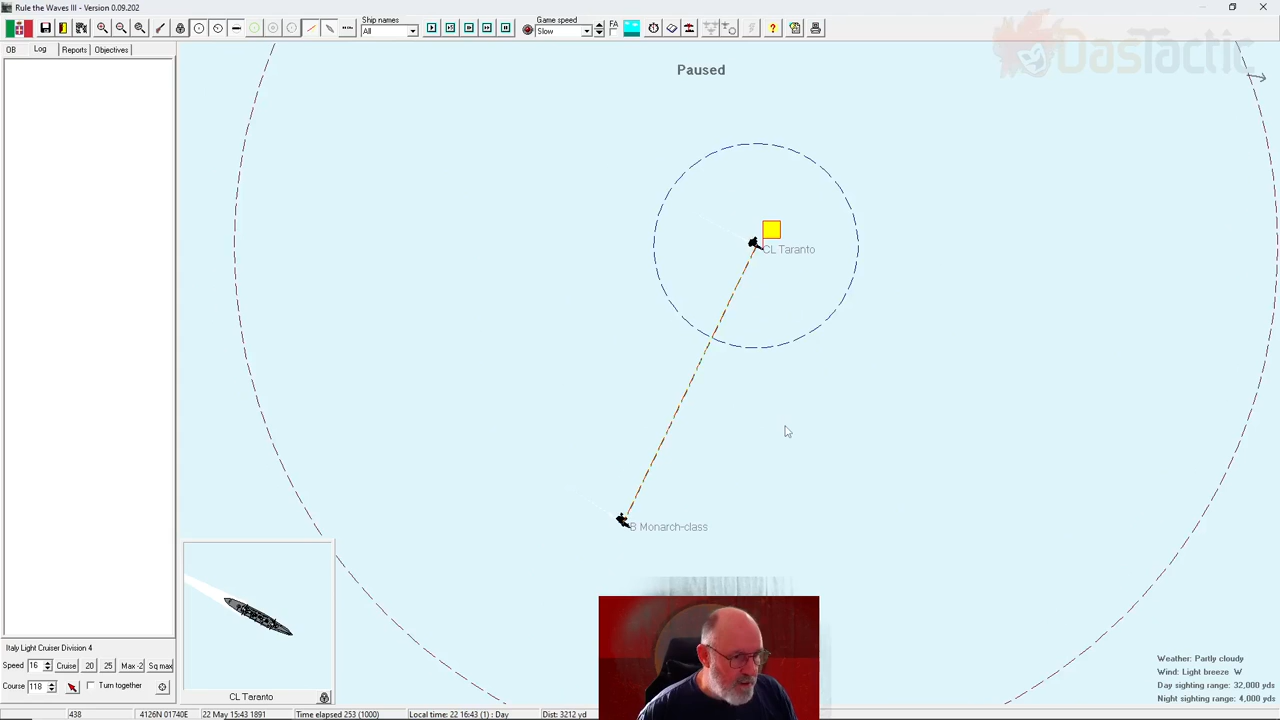 Rule the Waves III - Version 0.09.202
Ship names
All
Game speed
Slow
FA
OB
Log
Reports
Objectives
Paused
DasTactic
CL Taranto
B Monarch-class
Weather: Partly cloudy
Wind: Light breeze W
Day sighting range: 32,000 yds
Night sighting range: 4,000 yds
Italy Light Cruiser Division 4
Speed 16 Cruise 20 25 Max -2 Sq max
Course 118 Turn together
CL Taranto
438
4126N 01740E
22 May 15:43 1891
Time elapsed 253 (1000)
Local time: 22 16:43 (1) : Day
Dist: 3212 yd